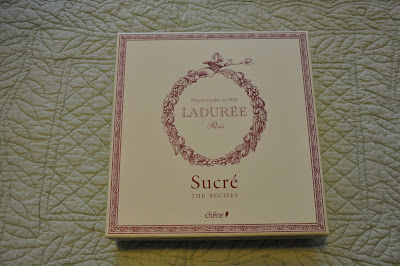 Maison fondée en 1862
LADURÉE
Paris
Sucré
THE RECIPES
chêne